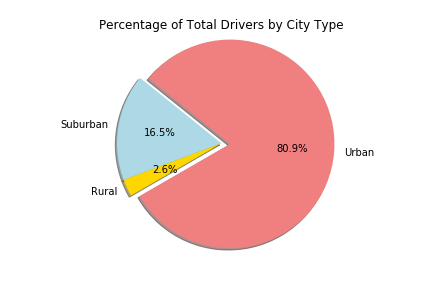 Percentage of Total Drivers by City Type
Suburban
16.5%
80.9%
Urban
2.6%
Rural